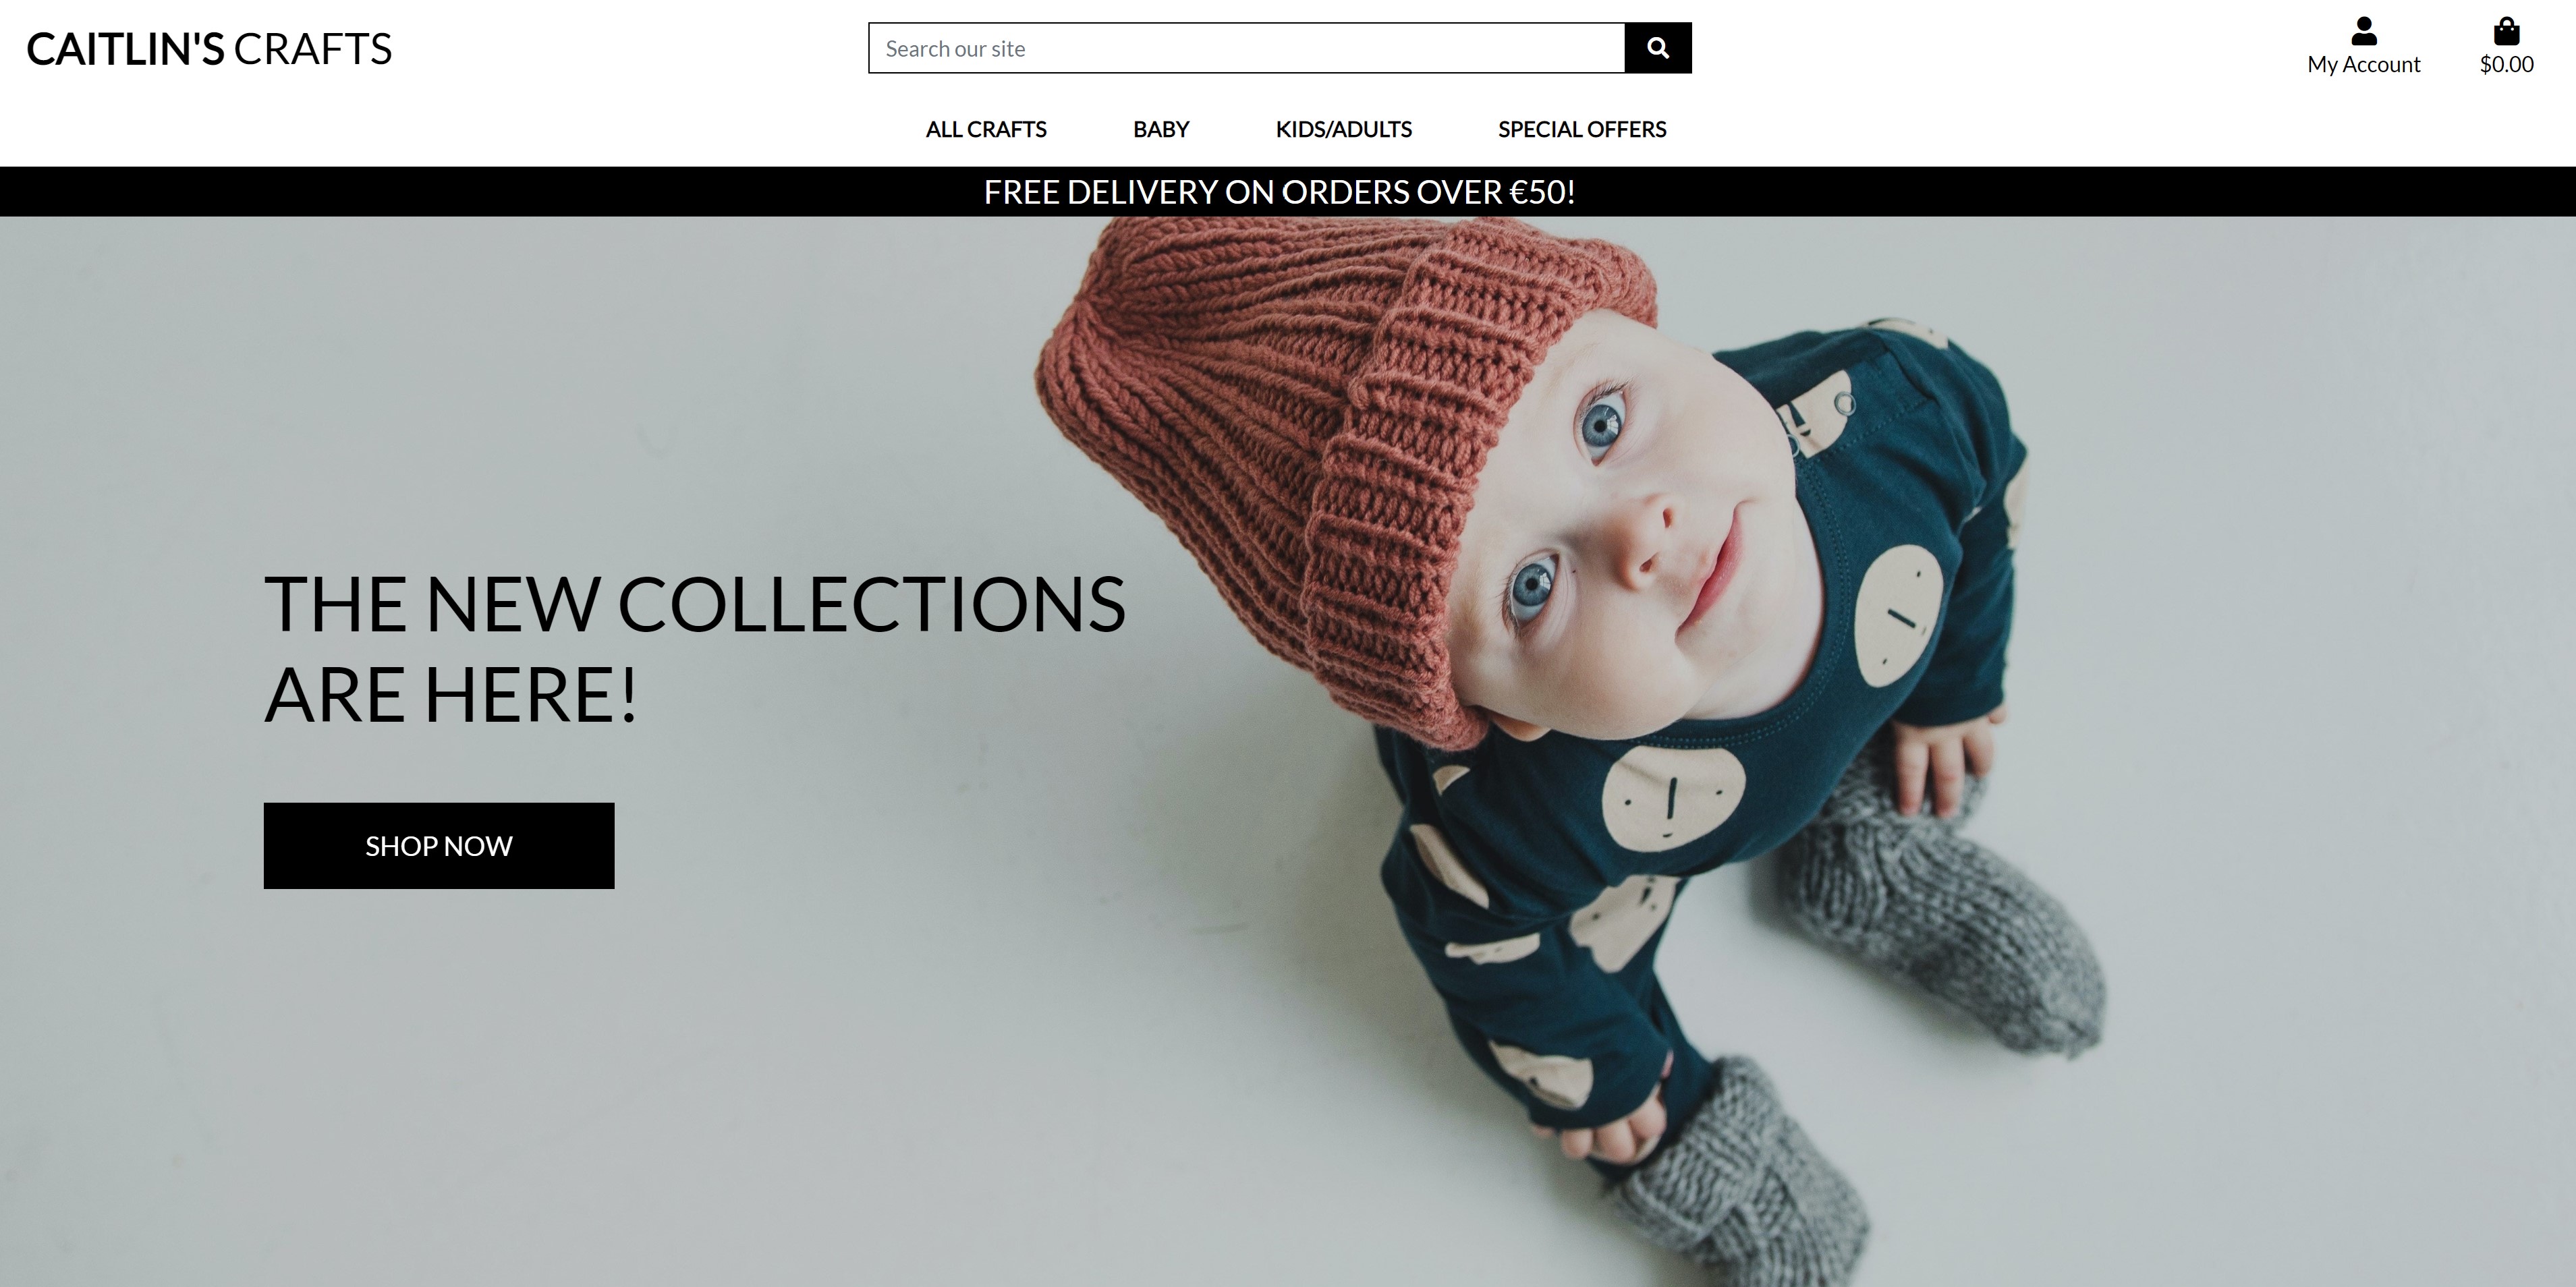 CAITLIN'S CRAFTS
Search our site
My Account
$0.00
ALL CRAFTS
BABY
KIDS/ADULTS
SPECIAL OFFERS
FREE DELIVERY ON ORDERS OVER €50!
THE NEW COLLECTIONS
ARE HERE!
SHOP NOW